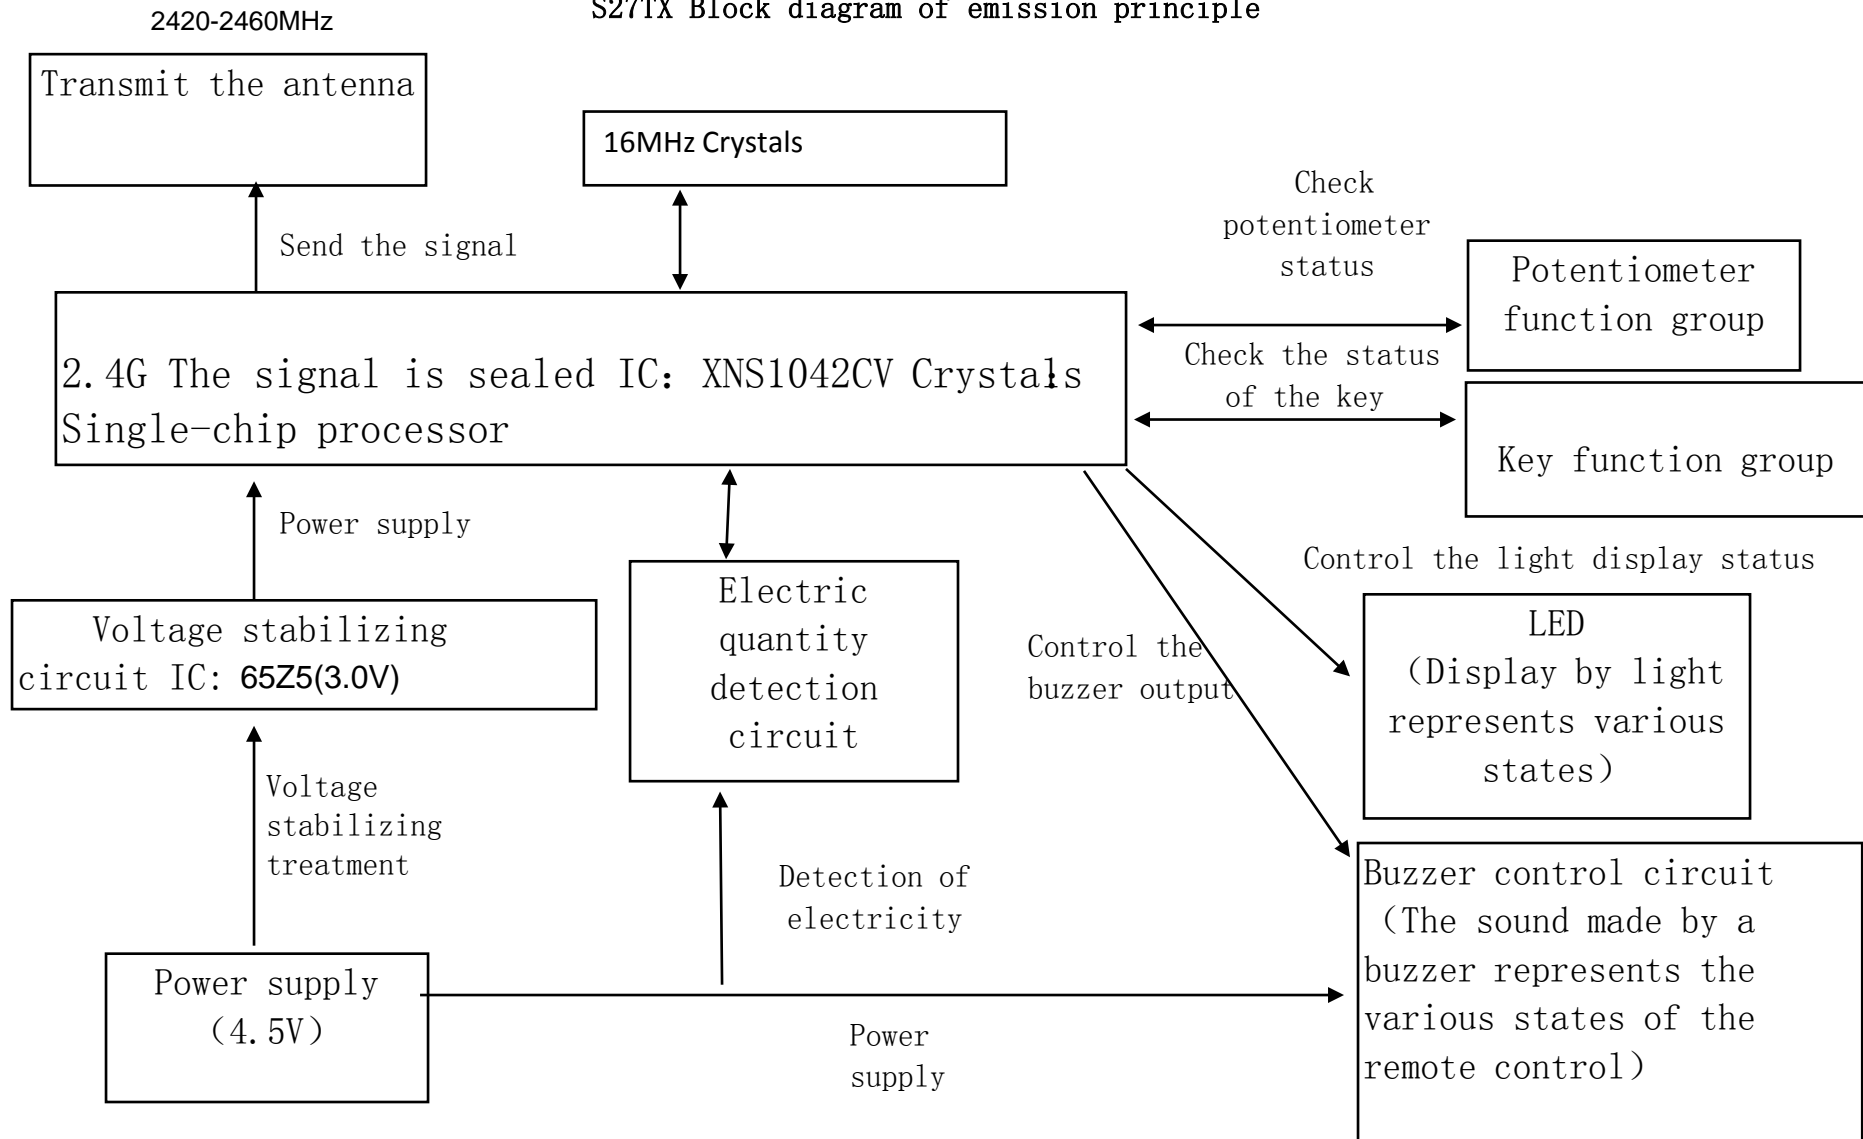 S27TX Block diagram of emission principle
2420-2460MHz
Transmit the antenna
16MHz Crystals
Send the signal
Check
potentiometer
status
Potentiometer
function group
2.4G The signal is sealed IC: XNS1042CV Crystals:
Single-chip processor
Check the status
of the key
Key function group
Power supply
Control the light display status
Voltage stabilizing
circuit IC: 65Z5(3.0V)
Electric
quantity
detection
circuit
Control the
buzzer output
LED
（Display by light
represents various
states）
Voltage
stabilizing
treatment
Detection of
electricity
Buzzer control circuit
（The sound made by a
buzzer represents the
various states of the
remote control）
Power supply
（4.5V）
Power
supply